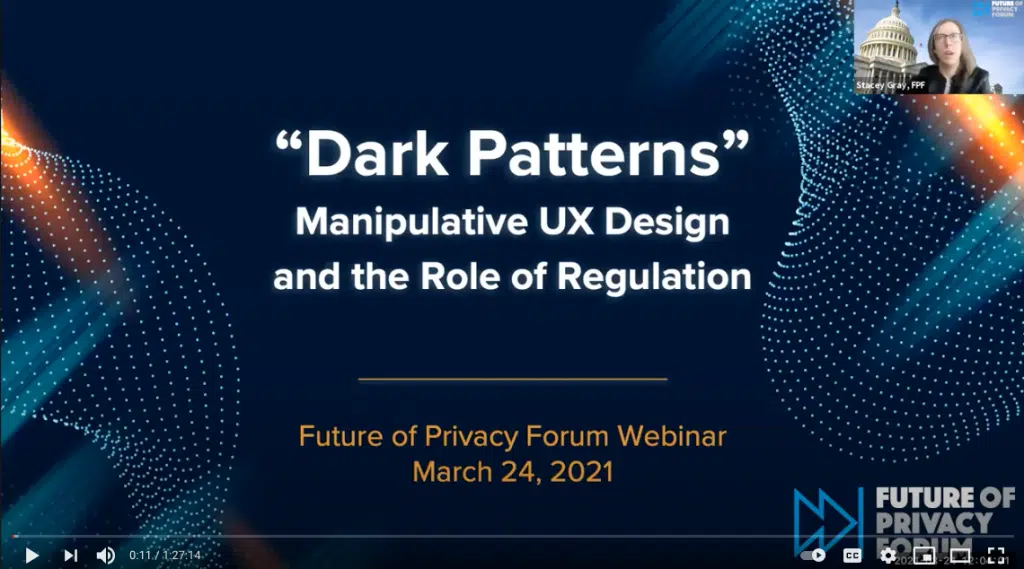 FUTURE OF
PRIVACY
FORUM
Stacey Gray, FPF
“Dark Patterns”
Manipulative UX Design
and the Role of Regulation
Future of Privacy Forum Webinar
March 24, 2021
FUTURE OF
PRIVACY
FORUM
0:11 / 1:27:14
CC